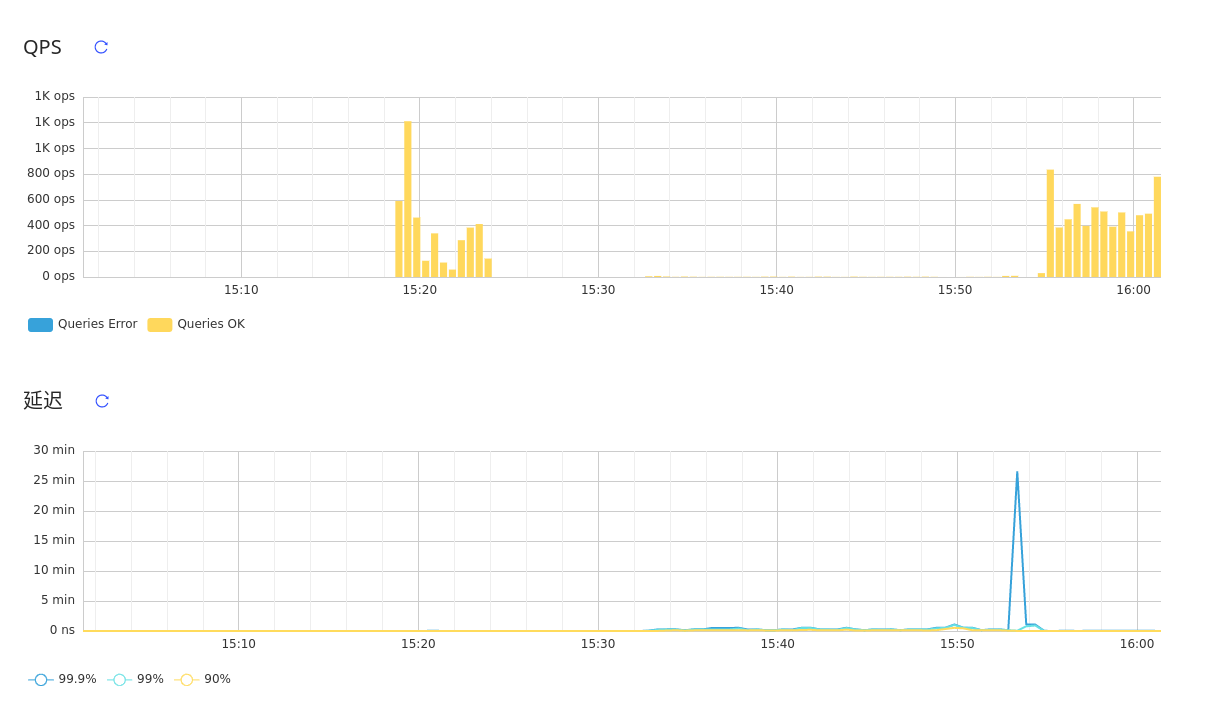 QPS
1K ops
1K ops
1K ops
800 ops
600 ops
400 ops
200 ops
0 ops
15:10 15:20 15:30 15:40 15:50 16:00
Queries Error Queries OK
延迟
30 min
25 min
20 min
15 min
10 min
5 min
0 ns
15:10 15:20 15:30 15:40 15:50 16:00
99.9% 99% 90%